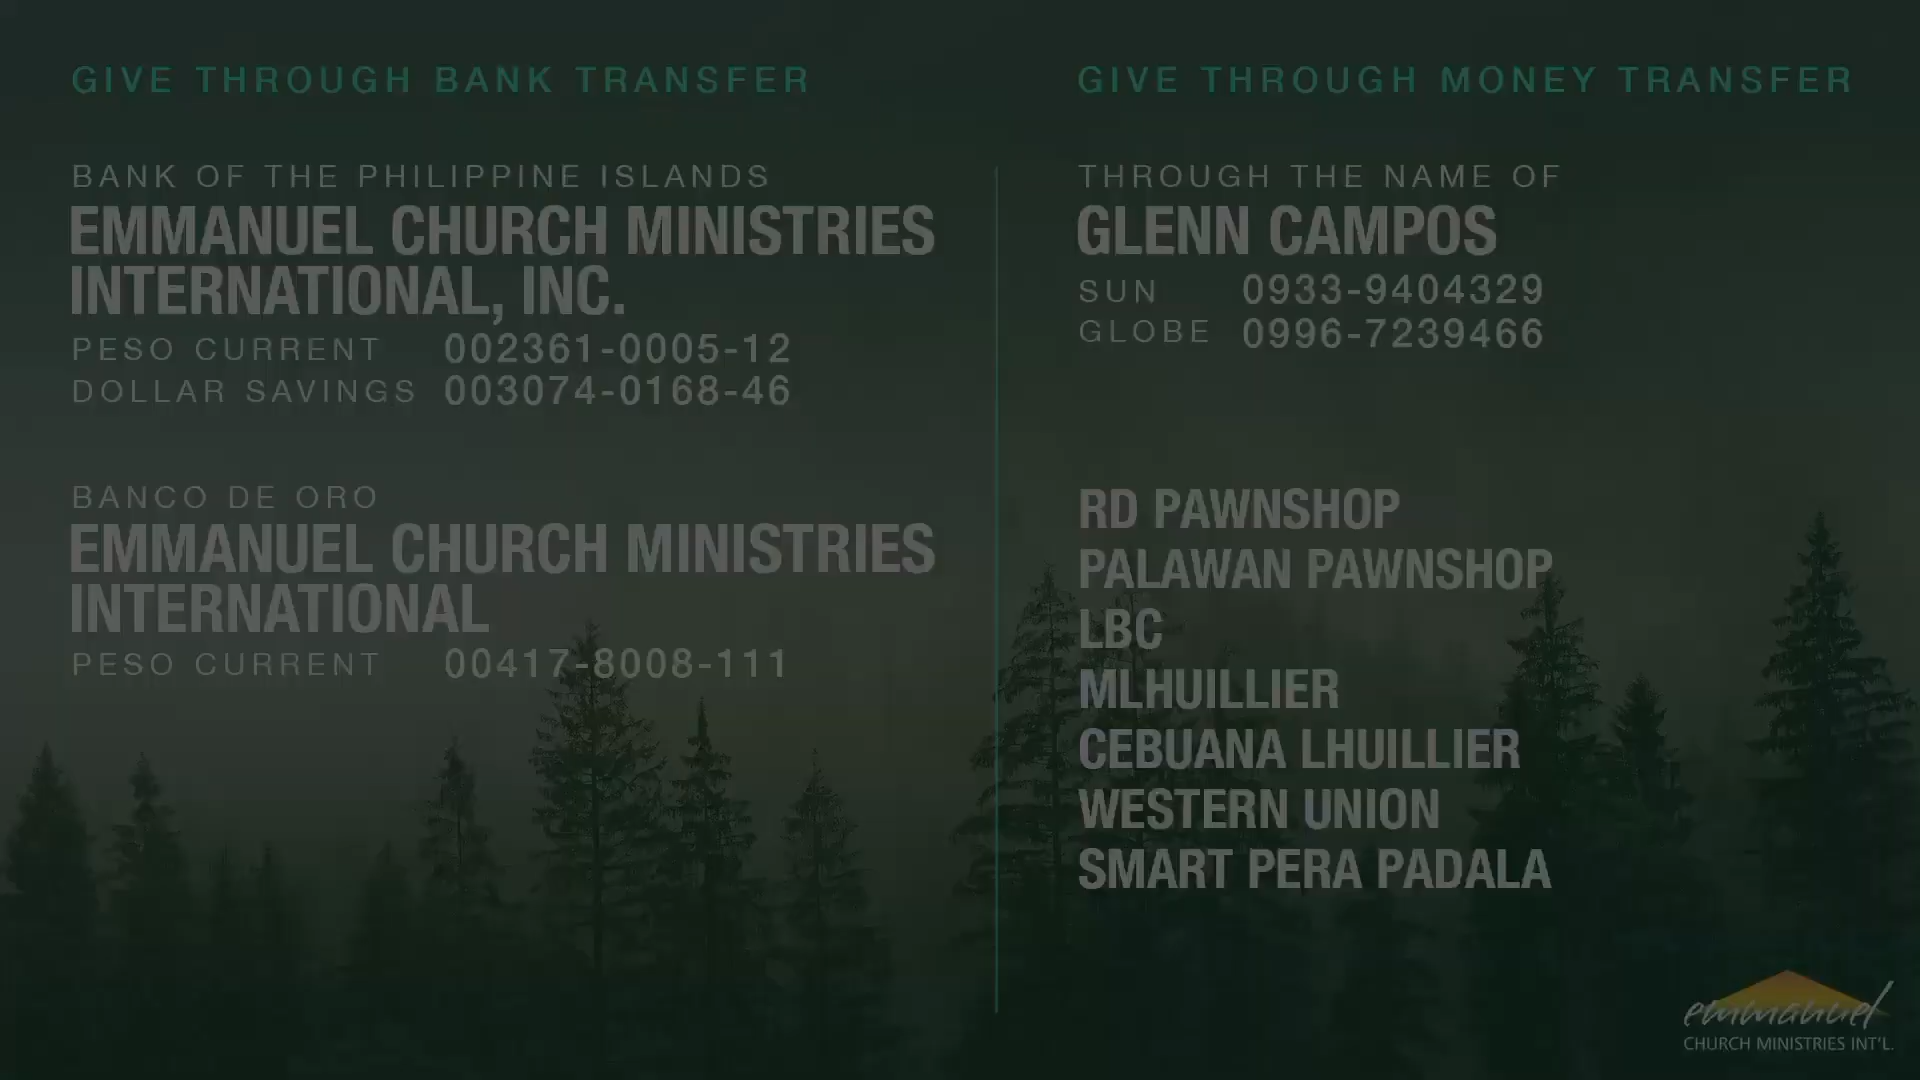 GIVE THROUGH BANK TRANSFER
BANK OF THE PHILIPPINE ISLANDS
EMMANUEL CHURCH MINISTRIES
INTERNATIONAL, INC.
PESO CURRENT 002361-0005-12
DOLLAR SAVINGS 003074-0168-46
BANCO DE ORO
EMMANUEL CHURCH MINISTRIES
INTERNATIONAL
PESO CURRENT 00417-8008-111
GIVE THROUGH MONEY TRANSFER
THROUGH THE NAME OF
GLENN CAMPOS
SUN 0933-9404329
GLOBE 0996-7239466
RD PAWNSHOP
PALAWAN PAWNSHOP
LBC
MLHUILLIER
CEBUANA LHUILLIER
WESTERN UNION
SMART PERA PADALA
emmanuel
CHURCH MINISTRIES INT'L.